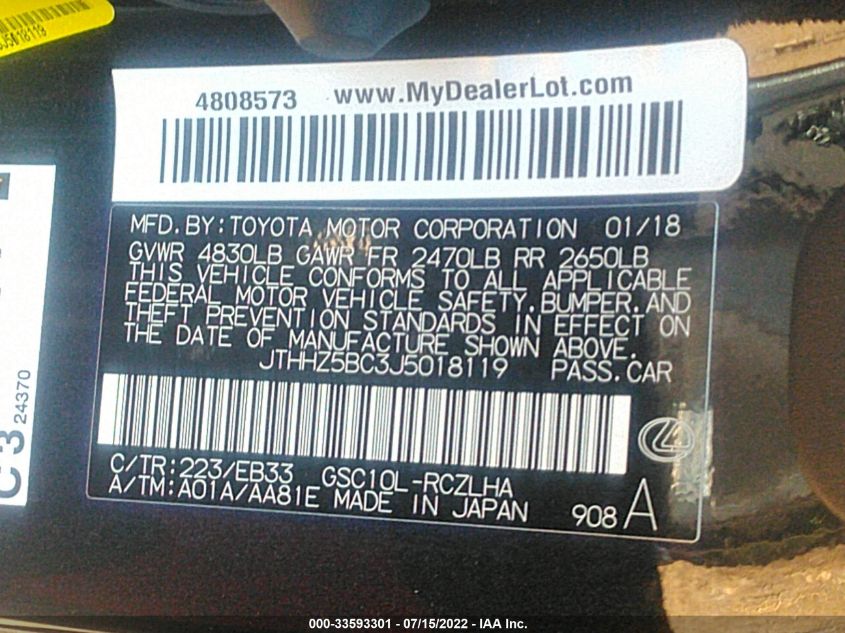 J5018119
4808573 www.MyDealerLot.com
MFD.BY:TOYOTA MOTOR CORPORATION 01/18
GVWR 4830LB GAWR FR 2470LB RR 2650LB
THIS VEHICLE CONFORMS TO ALL APPLICABLE
FEDERAL MOTOR VEHICLE SAFETY,BUMPER,AND
THEFT PREVENTION STANDARDS IN EFFECT ON
THE DATE OF MANUFACTURE SHOWN ABOVE.
JTHHZ5BC3J5018119 PASS.CAR
C/TR:223/EB33 GSC10L-RCZLHA
A/TM:A01A/AA81E MADE IN JAPAN 908 A
C3
24370
000-33593301 - 07/15/2022 - IAA Inc.